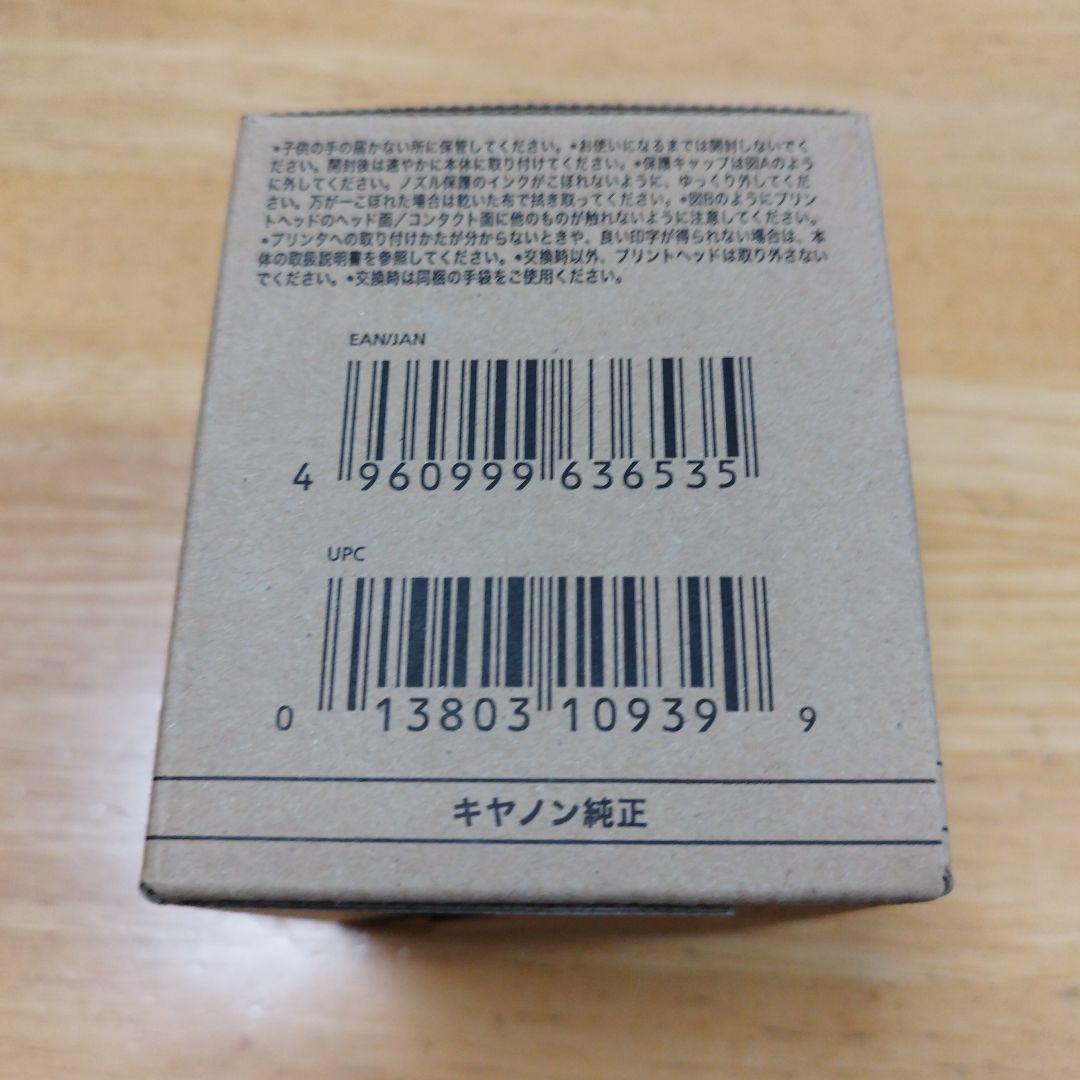 •子供の手の届かない所に保管してください。•お使いになるまでは開封しないでく
ださい。開封後は速やかに本体に取り付けてください。•保護キャップは図Aのよう
に外してください。ノズル保護のインクがこぼれないように、ゆっくり外してくだ
さい。万が一こぼれた場合は乾いた布で拭き取ってください。•図Bのようにプリン
トヘッドのヘッド面／コンタクト面に他のものが触れないように注意してください。
•プリンタへの取り付けかたが分からないときや、良い印字が得られない場合は、本
体の取扱説明書を参照してください。•交換時以外、プリントヘッドは取り外さない
でください。•交換時は同梱の手袋をご使用ください。
EAN/JAN
4 960999 636535
UPC
0 13803 10939 9
キヤノン純正